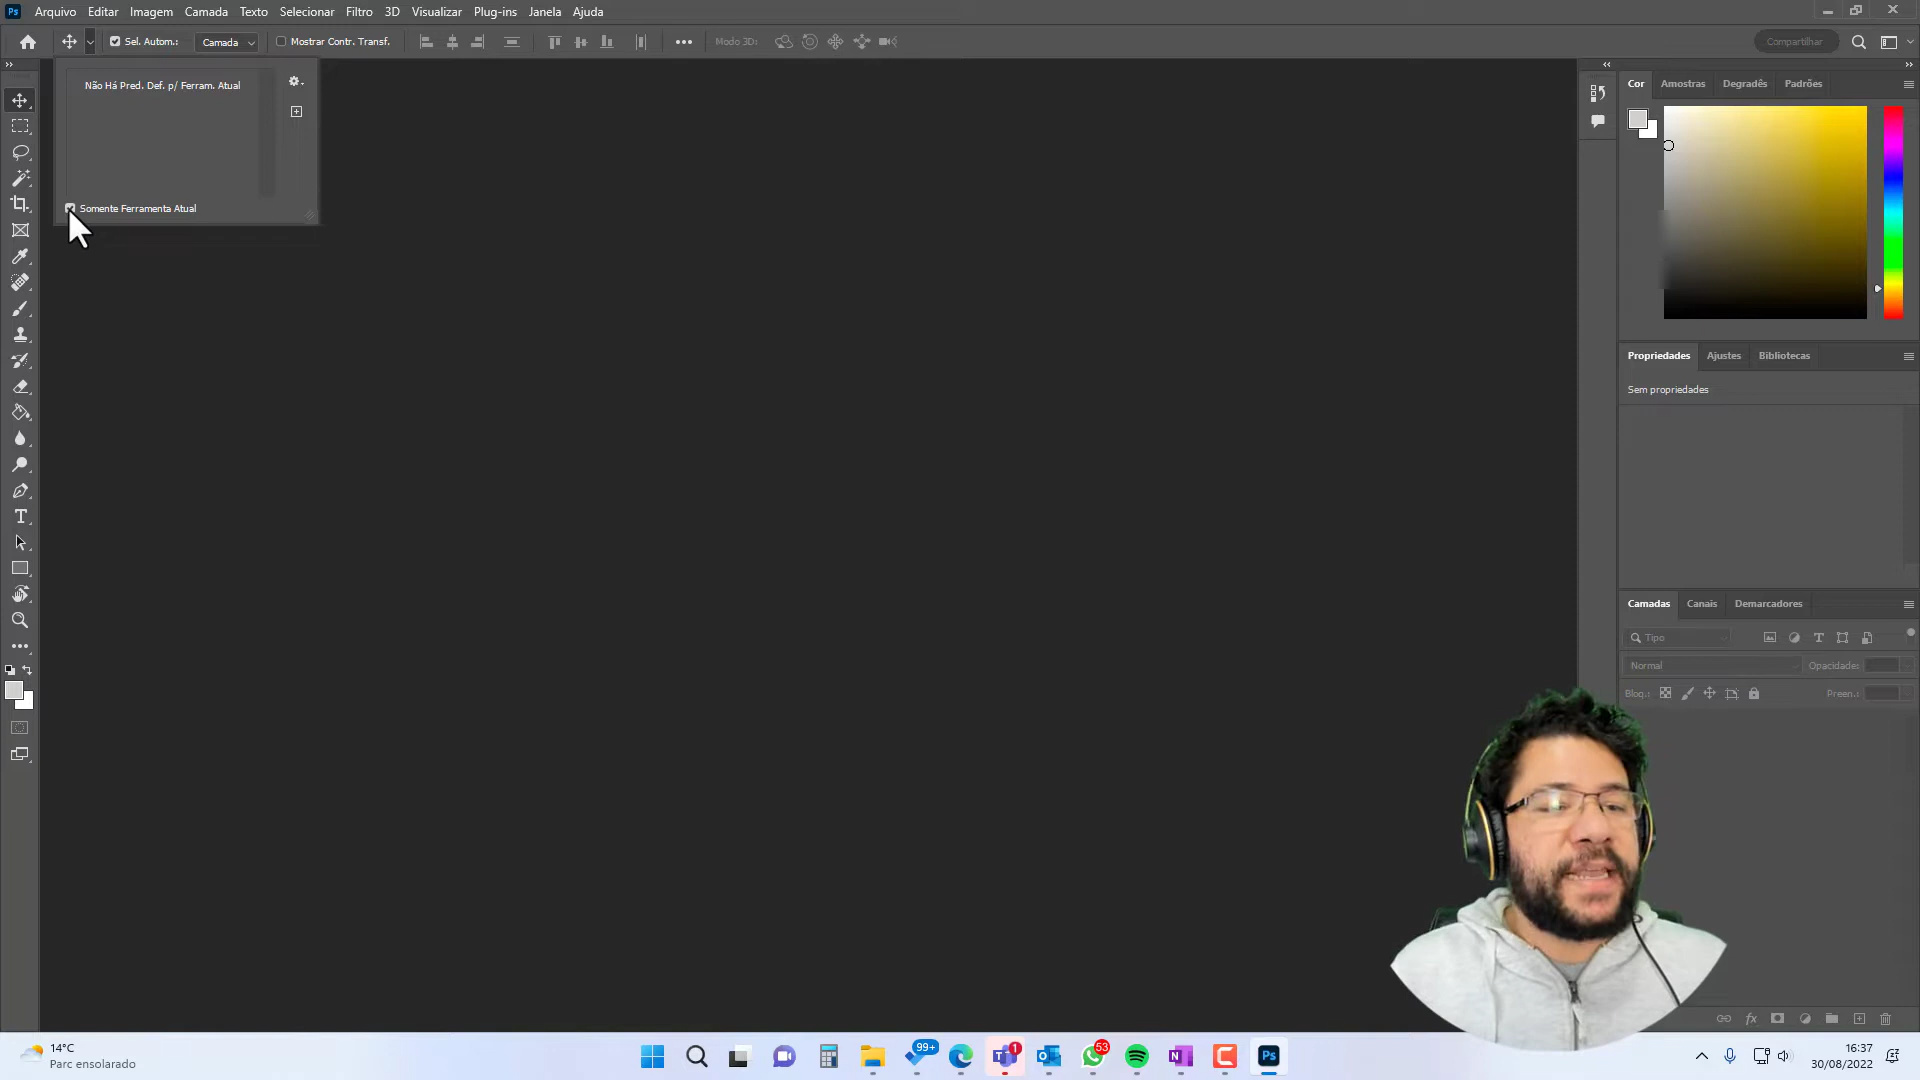 Ps Arquivo Editar Imagem Camada Texto Selecionar Filtro 3D Visualizar Plug-ins Janela Ajuda
Sel. Autom.: Camada Mostrar Contr. Transf. Modo 3D: Compartilhar
Não Há Pred. Def. p/ Ferram. Atual
Somente Ferramenta Atual
Cor Amostras Degradês Padrões
Propriedades Ajustes Bibliotecas
Sem propriedades
Camadas Canais Demarcadores
Tipo
Normal Opacidade:
Bloq.: Preen.:
14°C
Parc ensolarado
99+
1
53
Ps
16:37
30/08/2022